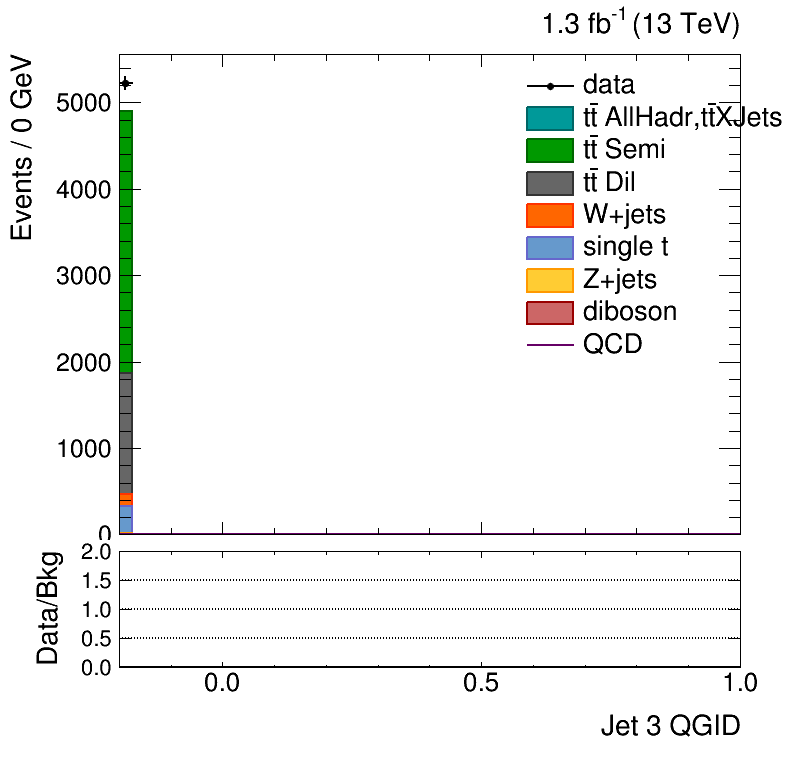 1.3 fb-1 (13 TeV)
Events / 0 GeV
5000
4000
3000
2000
1000
0
data
tt̄ AllHadr,tt̄XJets
tt̄ Semi
tt̄ Dil
W+jets
single t
Z+jets
diboson
QCD
Data/Bkg
2.0
1.5
1.0
0.5
0.0
0.0 0.5 1.0
Jet 3 QGID